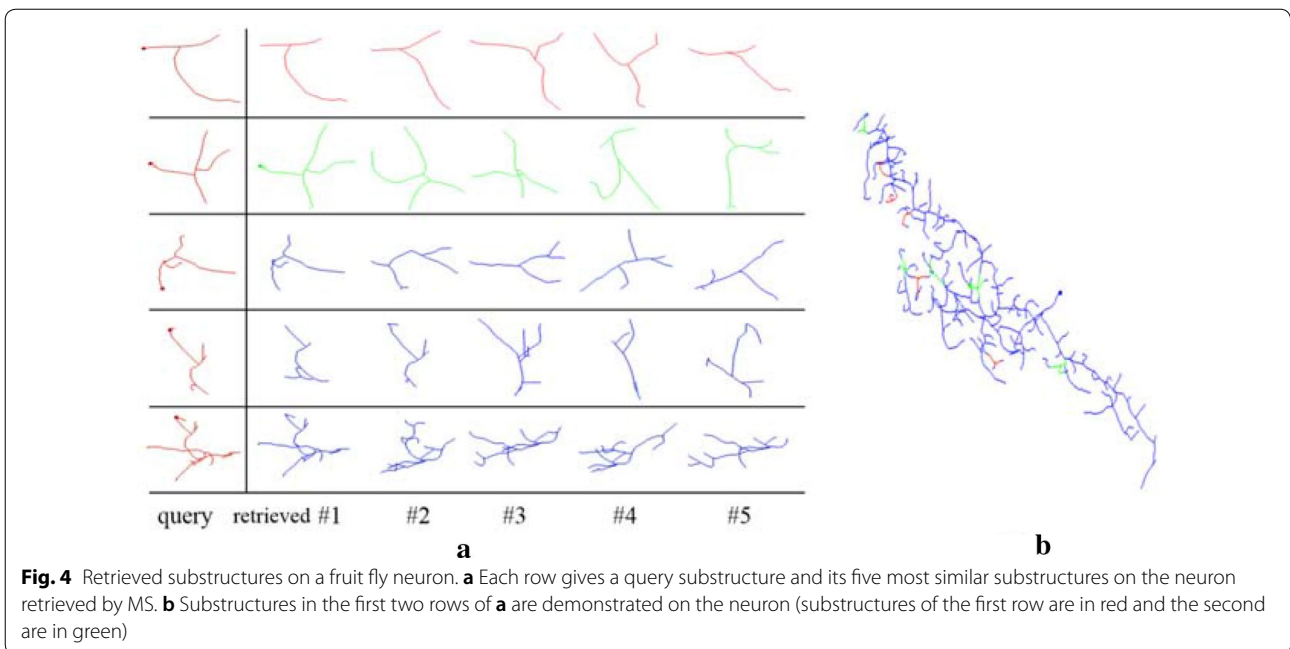 query retrieved #1 #2 #3 #4 #5
a b
Fig. 4 Retrieved substructures on a fruit fly neuron. a Each row gives a query substructure and its five most similar substructures on the neuron
retrieved by MS. b Substructures in the first two rows of a are demonstrated on the neuron (substructures of the first row are in red and the second
are in green)